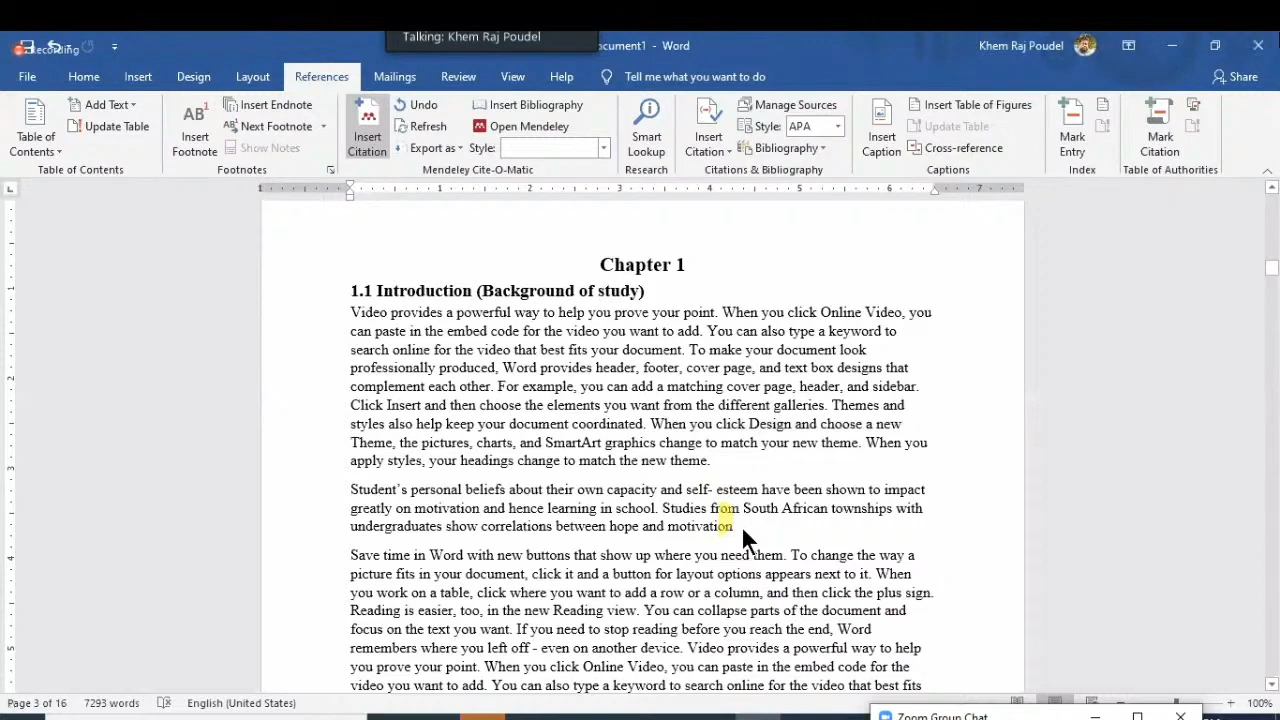 Talking: Khem Raj Poudel
Recording
ocument1 - Word
Khem Raj Poudel
File Home Insert Design Layout References Mailings Review View Help Tell me what you want to do Share
Table of Contents
Add Text
Update Table
Table of Contents
AB1
Insert Footnote
Insert Endnote
Next Footnote
Show Notes
Footnotes
Insert Citation
Undo
Refresh
Export as
Insert Bibliography
Open Mendeley
Style:
Mendeley Cite-O-Matic
Smart Lookup
Research
Insert Citation
Manage Sources
Style: APA
Bibliography
Citations & Bibliography
Insert Caption
Insert Table of Figures
Update Table
Cross-reference
Captions
Mark Entry
Index
Mark Citation
Table of Authorities
1 1 2 3 4 5 6 7
Chapter 1
1.1 Introduction (Background of study)
Video provides a powerful way to help you prove your point. When you click Online Video, you
can paste in the embed code for the video you want to add. You can also type a keyword to
search online for the video that best fits your document. To make your document look
professionally produced, Word provides header, footer, cover page, and text box designs that
complement each other. For example, you can add a matching cover page, header, and sidebar.
Click Insert and then choose the elements you want from the different galleries. Themes and
styles also help keep your document coordinated. When you click Design and choose a new
Theme, the pictures, charts, and SmartArt graphics change to match your new theme. When you
apply styles, your headings change to match the new theme.
Student’s personal beliefs about their own capacity and self- esteem have been shown to impact
greatly on motivation and hence learning in school. Studies from South African townships with
undergraduates show correlations between hope and motivation
Save time in Word with new buttons that show up where you need them. To change the way a
picture fits in your document, click it and a button for layout options appears next to it. When
you work on a table, click where you want to add a row or a column, and then click the plus sign.
Reading is easier, too, in the new Reading view. You can collapse parts of the document and
focus on the text you want. If you need to stop reading before you reach the end, Word
remembers where you left off - even on another device. Video provides a powerful way to help
you prove your point. When you click Online Video, you can paste in the embed code for the
video you want to add. You can also type a keyword to search online for the video that best fits
Page 3 of 16 7293 words English (United States) 100%
Zoom Group Chat